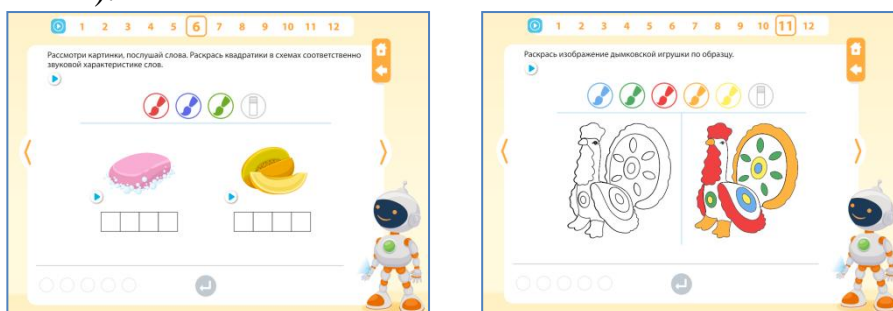 1 2 3 4 5 6 7 8 9 10 11 12
Рассмотри картинки, послушай слова. Раскрась квадратики в схемах соответственно
звуковой характеристике слов.
1 2 3 4 5 6 7 8 9 10 11 12
Раскрась изображение дымковской игрушки по образцу.